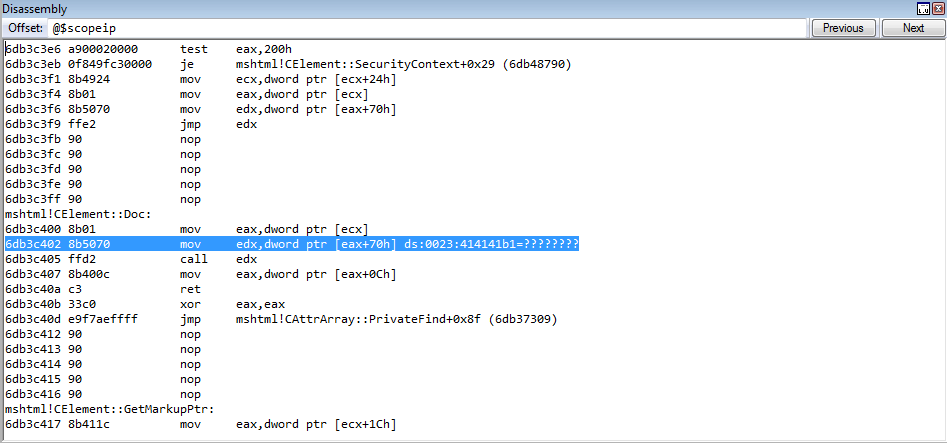 Disassembly
Offset: @$scopeip Previous Next
6db3c3e6 a900020000 test eax,200h
6db3c3eb 0f849fc30000 je mshtml!CElement::SecurityContext+0x29 (6db48790)
6db3c3f1 8b4924 mov ecx,dword ptr [ecx+24h]
6db3c3f4 8b01 mov eax,dword ptr [ecx]
6db3c3f6 8b5070 mov edx,dword ptr [eax+70h]
6db3c3f9 ffe2 jmp edx
6db3c3fb 90 nop
6db3c3fc 90 nop
6db3c3fd 90 nop
6db3c3fe 90 nop
6db3c3ff 90 nop
mshtml!CElement::Doc:
6db3c400 8b01 mov eax,dword ptr [ecx]
6db3c402 8b5070 mov edx,dword ptr [eax+70h] ds:0023:414141b1=????????
6db3c405 ffd2 call edx
6db3c407 8b400c mov eax,dword ptr [eax+0Ch]
6db3c40a c3 ret
6db3c40b 33c0 xor eax,eax
6db3c40d e9f7aeffff jmp mshtml!CAttrArray::PrivateFind+0x8f (6db37309)
6db3c412 90 nop
6db3c413 90 nop
6db3c414 90 nop
6db3c415 90 nop
6db3c416 90 nop
mshtml!CElement::GetMarkupPtr:
6db3c417 8b411c mov eax,dword ptr [ecx+1Ch]